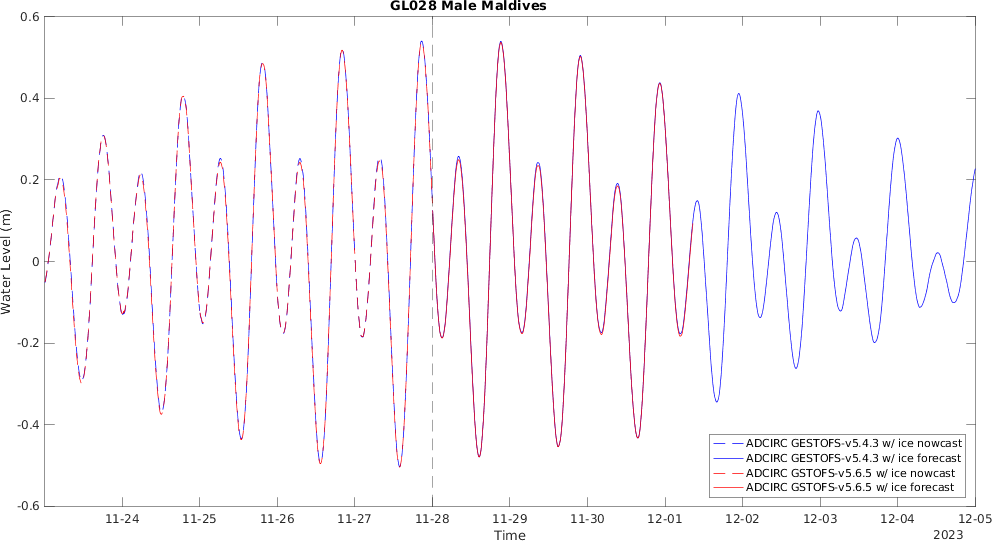 GL028 Male Maldives
0.6
0.4
0.2
0
-0.2
-0.4
-0.6
Water Level (m)
ADCIRC GESTOFS-v5.4.3 w/ ice nowcast
ADCIRC GESTOFS-v5.4.3 w/ ice forecast
ADCIRC GSTOFS-v5.6.5 w/ ice nowcast
ADCIRC GSTOFS-v5.6.5 w/ ice forecast
11-24 11-25 11-26 11-27 11-28 11-29 11-30 12-01 12-02 12-03 12-04 12-05
Time
2023